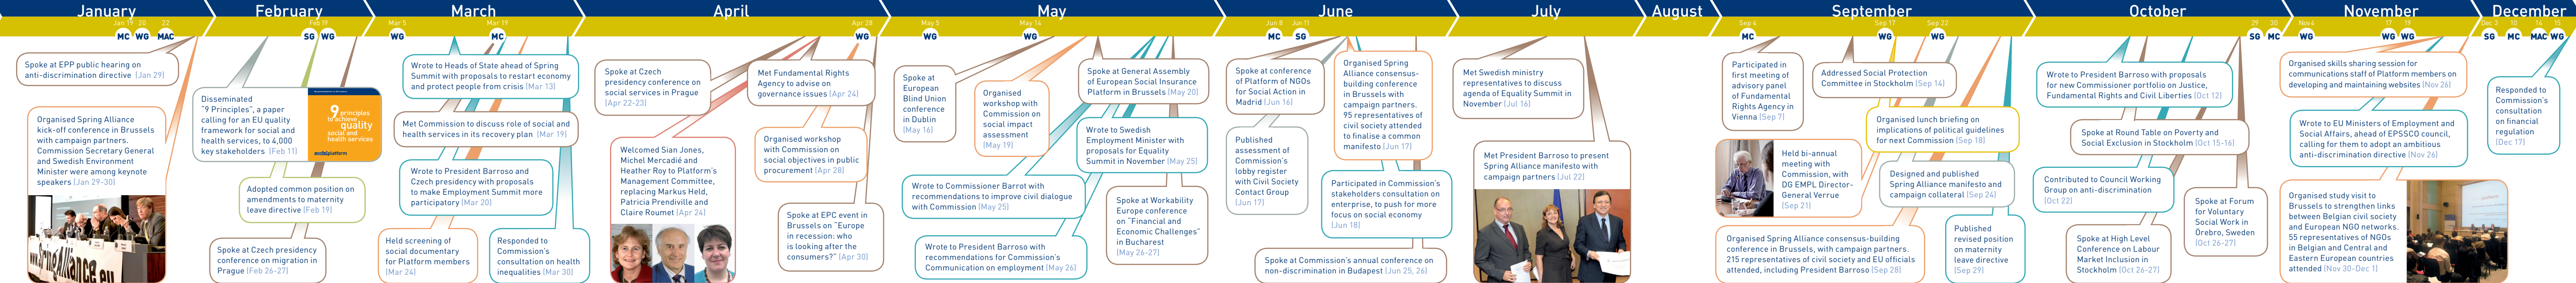 January
February
March
April
May
June
July
August
September
October
November
December
Jan 19 20 22
Feb 19
Mar 5
Mar 19
Apr 28
May 5
May 14
Jun 8 Jun 11
Sep 4
Sep 17
Sep 22
29 30
Nov 4
17 19
Dec 3 10 14 15
MC WG MAC
SG WG
WG
MC
WG
WG
WG
MC SG
MC
WG
WG
SG MC
WG
WG WG
SG MC MAC WG
Spoke at EPP public hearing on
anti-discrimination directive (Jan 29)
Organised Spring Alliance
kick-off conference in Brussels
with campaign partners.
Commission Secretary General
and Swedish Environment
Minister were among keynote
speakers (Jan 29-30)
Spring Alliance.eu
Disseminated
"9 Principles", a paper
calling for an EU quality
framework for social and
health services, to 4,000
key stakeholders (Feb 11)
9 principles
to achieve
quality
social and
health services
Adopted common position on
amendments to maternity
leave directive (Feb 19)
Spoke at Czech presidency
conference on migration in
Prague (Feb 26-27)
Wrote to Heads of State ahead of Spring
Summit with proposals to restart economy
and protect people from crisis (Mar 13)
Met Commission to discuss role of social and
health services in its recovery plan (Mar 19)
Wrote to President Barroso and
Czech presidency with proposals
to make Employment Summit more
participatory (Mar 20)
Held screening of
social documentary
for Platform members
(Mar 24)
Responded to
Commission's
consultation on health
inequalities (Mar 30)
Spoke at Czech
presidency conference on
social services in Prague
(Apr 22-23)
Welcomed Sian Jones,
Michel Mercadié and
Heather Roy to Platform's
Management Committee,
replacing Markus Held,
Patricia Prendiville and
Claire Roumet (Apr 24)
Met Fundamental Rights
Agency to advise on
governance issues (Apr 24)
Organised workshop
with Commission on
social objectives in public
procurement (Apr 28)
Spoke at EPC event in
Brussels on "Europe
in recession: who
is looking after the
consumers?" (Apr 30)
Spoke at
European
Blind Union
conference
in Dublin
(May 16)
Organised
workshop with
Commission on
social impact
assessment
(May 19)
Spoke at General Assembly
of European Social Insurance
Platform in Brussels (May 20)
Wrote to Swedish
Employment Minister with
proposals for Equality
Summit in November (May 25)
Wrote to Commissioner Barrot with
recommendations to improve civil dialogue
with Commission (May 25)
Wrote to President Barroso with
recommendations for Commission's
Communication on employment (May 26)
Spoke at Workability
Europe conference
on "Financial and
Economic Challenges"
in Bucharest
(May 26-27)
Spoke at conference
of Platform of NGOs
for Social Action in
Madrid (Jun 16)
Published
assessment of
Commission's
lobby register
with Civil Society
Contact Group
(Jun 17)
Organised Spring
Alliance consensus-
building conference
in Brussels with
campaign partners.
95 representatives of
civil society attended
to finalise a common
manifesto (Jun 17)
Participated in Commission's
stakeholders consultation on
enterprise, to push for more
focus on social economy
(Jun 18)
Spoke at Commission's annual conference on
non-discrimination in Budapest (Jun 25, 26)
Met Swedish ministry
representatives to discuss
agenda of Equality Summit in
November (Jul 16)
Met President Barroso to present
Spring Alliance manifesto with
campaign partners (Jul 22)
Participated in
first meeting of
advisory panel
of Fundamental
Rights Agency in
Vienna (Sep 7)
Addressed Social Protection
Committee in Stockholm (Sep 14)
Organised lunch briefing on
implications of political guidelines
for next Commission (Sep 18)
Held bi-annual
meeting with
Commission, with
DG EMPL Director-
General Verrue
(Sep 21)
Designed and published
Spring Alliance manifesto and
campaign collateral (Sep 24)
Organised Spring Alliance consensus-building
conference in Brussels, with campaign partners.
215 representatives of civil society and EU officials
attended, including President Barroso (Sep 28)
Published
revised position
on maternity
leave directive
(Sep 29)
Wrote to President Barroso with proposals
for new Commissioner portfolio on Justice,
Fundamental Rights and Civil Liberties (Oct 12)
Spoke at Round Table on Poverty and
Social Exclusion in Stockholm (Oct 15-16)
Contributed to Council Working
Group on anti-discrimination
(Oct 22)
Spoke at High Level
Conference on Labour
Market Inclusion in
Stockholm (Oct 26-27)
Spoke at Forum
for Voluntary
Social Work in
Örebro, Sweden
(Oct 26-27)
Organised skills sharing session for
communications staff of Platform members on
developing and maintaining websites (Nov 26)
Wrote to EU Ministers of Employment and
Social Affairs, ahead of EPSSCO council,
calling for them to adopt an ambitious
anti-discrimination directive (Nov 26)
Organised study visit to
Brussels to strengthen links
between Belgian civil society
and European NGO networks.
55 representatives of NGOs
in Belgian and Central and
Eastern European countries
attended (Nov 30-Dec 1)
Responded to
Commission's
consultation
on financial
regulation
(Dec 17)